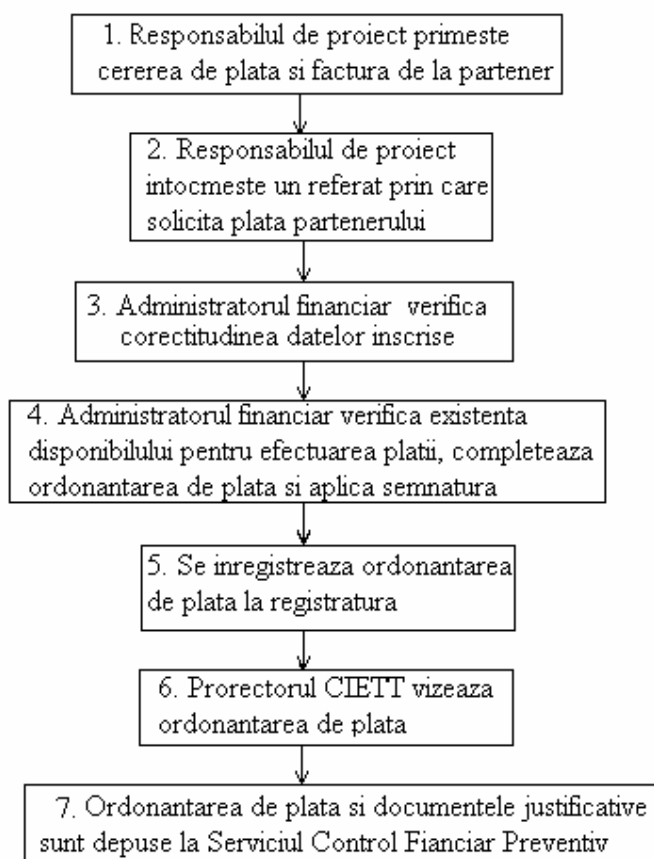 1. Responsabilul de proiect primeste
cererea de plata si factura de la partener
2. Responsabilul de proiect
intocmeste un referat prin care
solicita plata partenerului
3. Administratorul financiar verifica
corectitudinea datelor inscrise
4. Administratorul financiar verifica existenta
disponibilului pentru efectuarea platii, completeaza
ordonantarea de plata si aplica semnatura
5. Se inregistreaza ordonantarea
de plata la registratura
6. Prorectorul CIETT vizeaza
ordonantarea de plata
7. Ordonantarea de plata si documentele justificative
sunt depuse la Serviciul Control Fianciar Preventiv